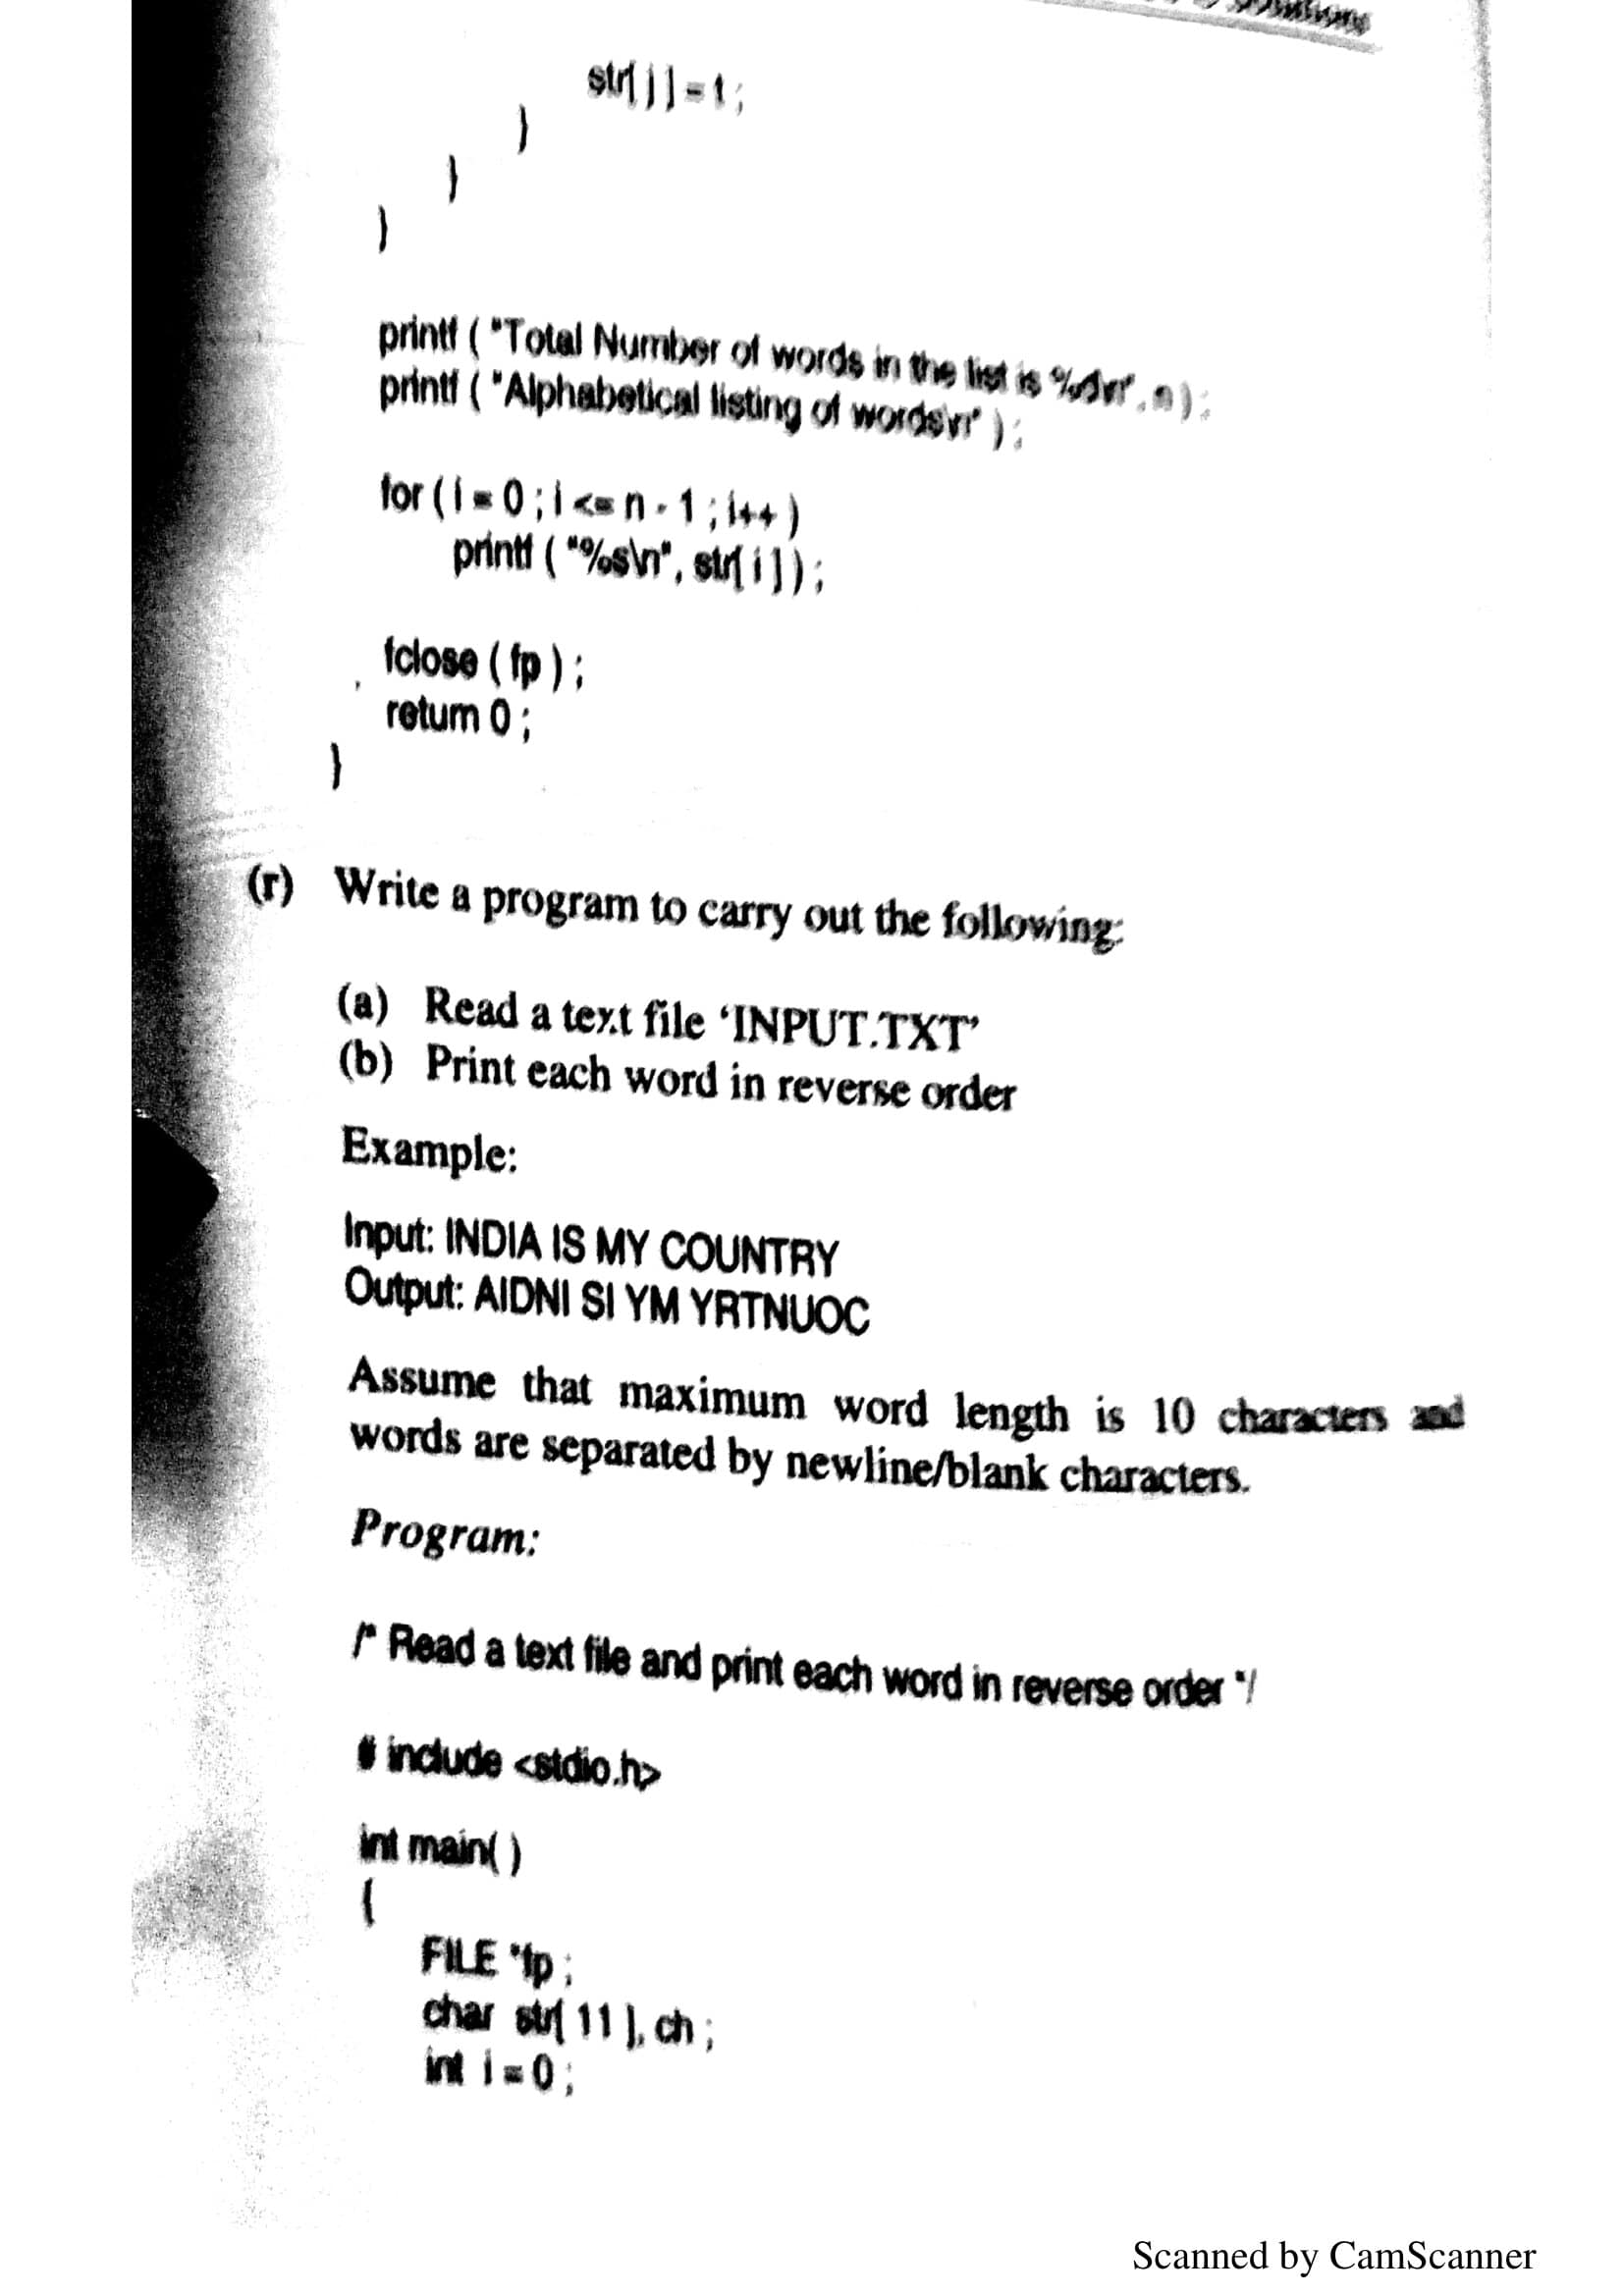 Solutions
str[ j ] = t ;
}
}
}
printf ( "Total Number of words in the list is %d\n", n ) ;
printf ( "Alphabetical listing of words\n" ) ;
for ( i = 0 ; i <= n - 1 ; i++ )
printf ( "%s\n", str[ i ] ) ;
fclose ( fp ) ;
return 0 ;
}
(r) Write a program to carry out the following:
(a) Read a text file ‘INPUT.TXT’
(b) Print each word in reverse order
Example:
Input: INDIA IS MY COUNTRY
Output: AIDNI SI YM YRTNUOC
Assume that maximum word length is 10 characters and
words are separated by newline/blank characters.
Program:
/* Read a text file and print each word in reverse order */
# include <stdio.h>
int main( )
{
FILE *fp ;
char str[ 11 ], ch ;
int i = 0 ;
Scanned by CamScanner